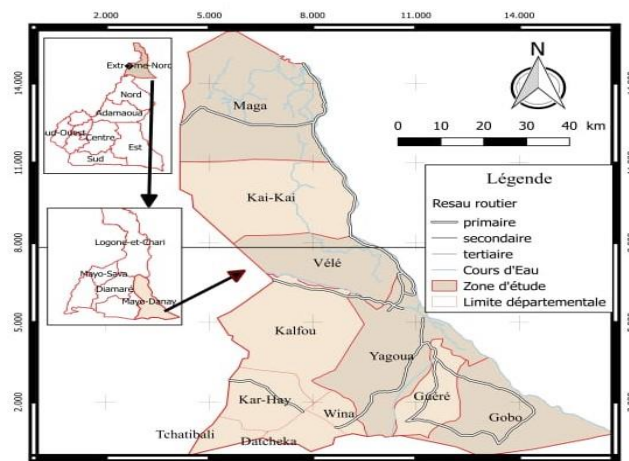 2.000 5.000 8.000 11.000 14.000
14.000
11.000
8.000
5.000
2.000
Extrême-Nord
Nord
Adamaoua
ud-Ouest
Centre
Est
Sud
Logone-et-Chari
Mayo-Sava
Diamaré
Mayo-Danay
Maga
Kai-Kai
Vélé
Kalfou
Yagoua
Kar-Hay
Wina
Guéré
Gobo
Tchatibali
Datcheka
N
0 10 20 30 40 km
Légende
Resau routier
primaire
secondaire
tertiaire
Cours d'Eau
Zone d'étude
Limite départementale